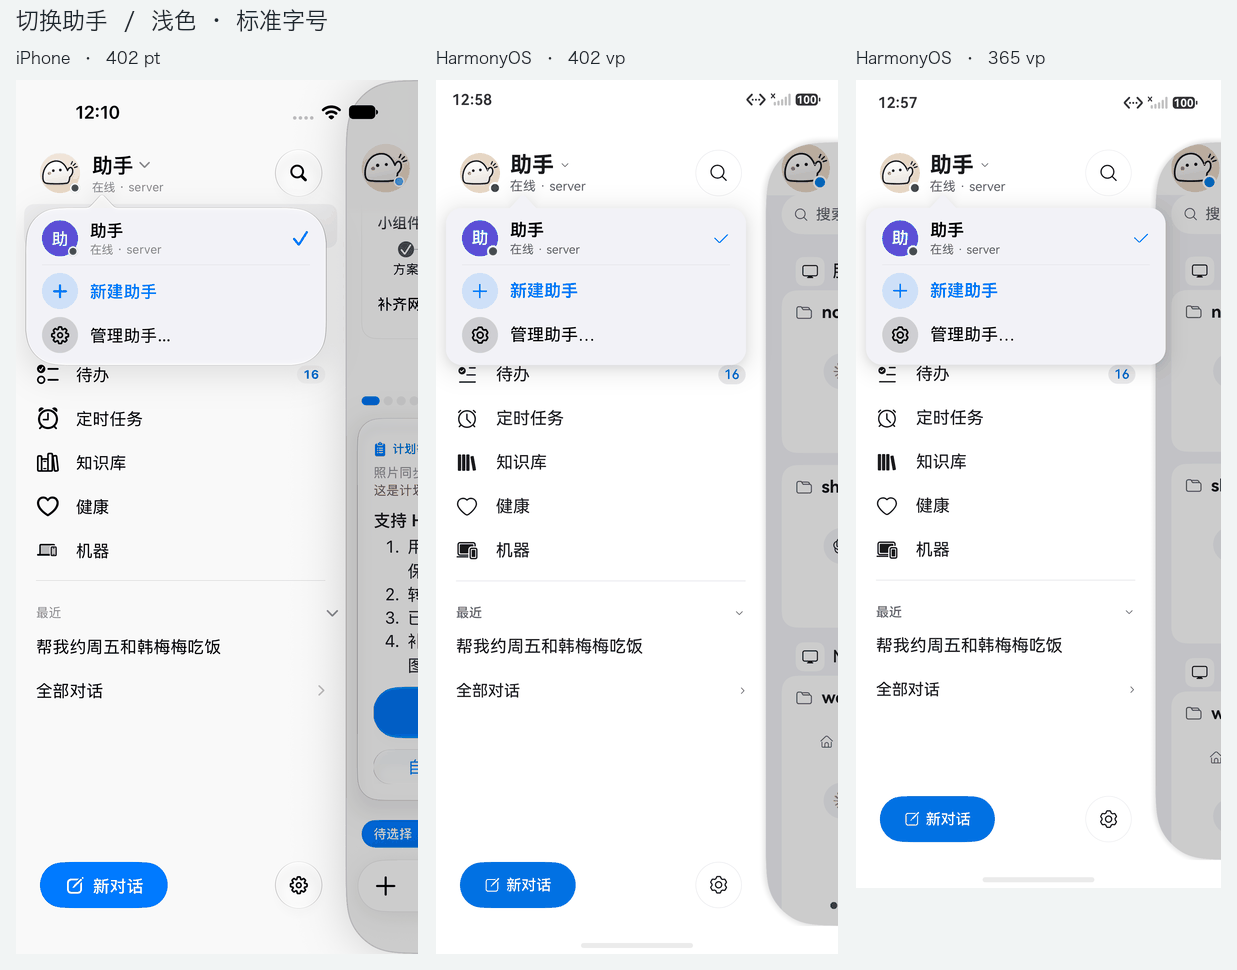 切换助手 / 浅色 · 标准字号
iPhone · 402 pt
12:10
助手
在线 · server
助
助手
在线 · server
新建助手
管理助手...
待办
16
定时任务
知识库
健康
机器
最近
帮我约周五和韩梅梅吃饭
全部对话
新对话
小组件
方案
补齐网
计划
照片同步
这是计划
支持 H
1. 用
保
2. 转
3. 已
4. 补
图
自
待选择
HarmonyOS · 402 vp
12:58
100
助手
在线 · server
助
助手
在线 · server
新建助手
管理助手...
待办
16
定时任务
知识库
健康
机器
最近
帮我约周五和韩梅梅吃饭
全部对话
新对话
搜索
no
sh
we
HarmonyOS · 365 vp
12:57
100
助手
在线 · server
助
助手
在线 · server
新建助手
管理助手...
待办
16
定时任务
知识库
健康
机器
最近
帮我约周五和韩梅梅吃饭
全部对话
新对话
搜
n
s
w